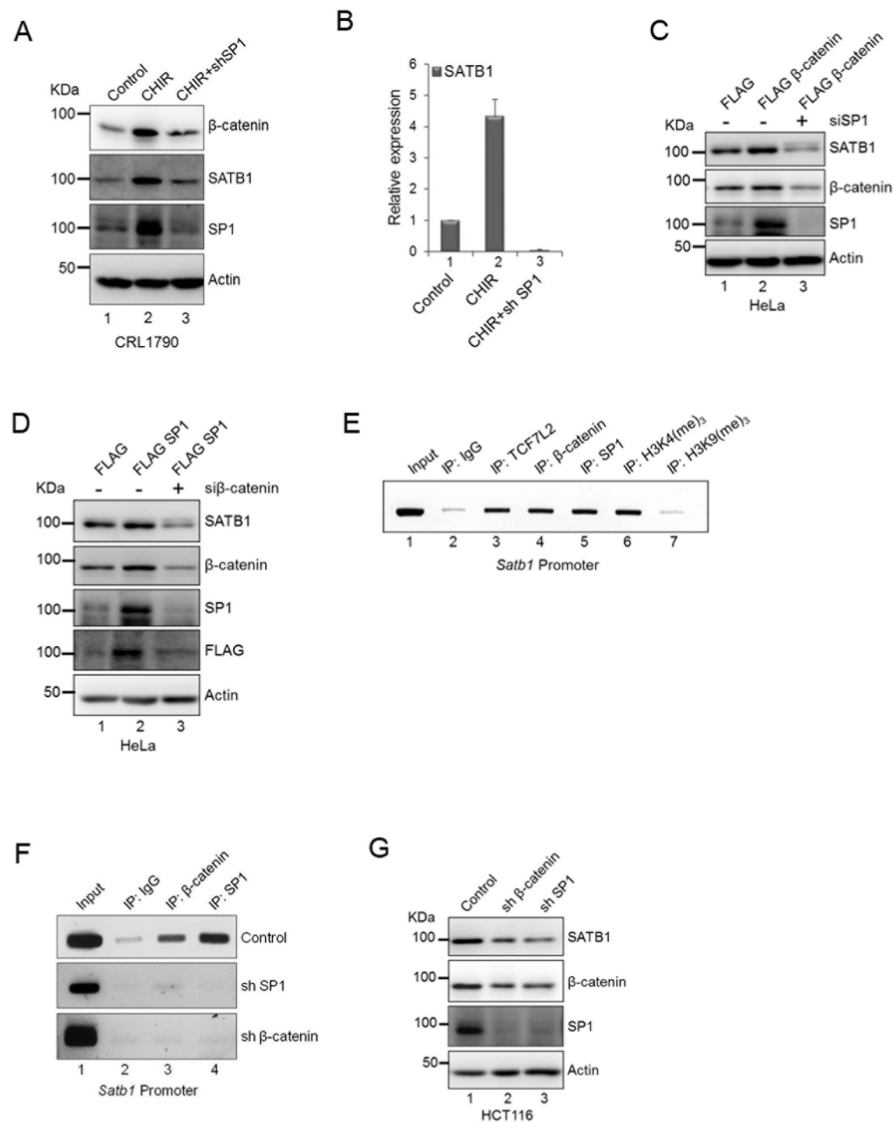 A
Control
CHIR
CHIR+shSP1
KDa
100
β-catenin
100
SATB1
100
SP1
50
Actin
1 2 3
CRL1790
B
SATB1
Relative expression
6
5
4
3
2
1
0
1 2 3
Control
CHIR
CHIR+sh SP1
C
FLAG
FLAG β-catenin
FLAG β-catenin
KDa - - + siSP1
100
SATB1
100
β-catenin
100
SP1
50
Actin
1 2 3
HeLa
D
FLAG
FLAG SP1
FLAG SP1
KDa - - + siβ-catenin
100
SATB1
100
β-catenin
100
SP1
100
FLAG
50
Actin
1 2 3
HeLa
E
Input
IP: IgG
IP: TCF7L2
IP: β-catenin
IP: SP1
IP: H3K4(me)₃
IP: H3K9(me)₃
1 2 3 4 5 6 7
Satb1 Promoter
F
Input
IP: IgG
IP: β-catenin
IP: SP1
Control
sh SP1
sh β-catenin
1 2 3 4
Satb1 Promoter
G
Control
sh β-catenin
sh SP1
KDa
100
SATB1
100
β-catenin
100
SP1
50
Actin
1 2 3
HCT116